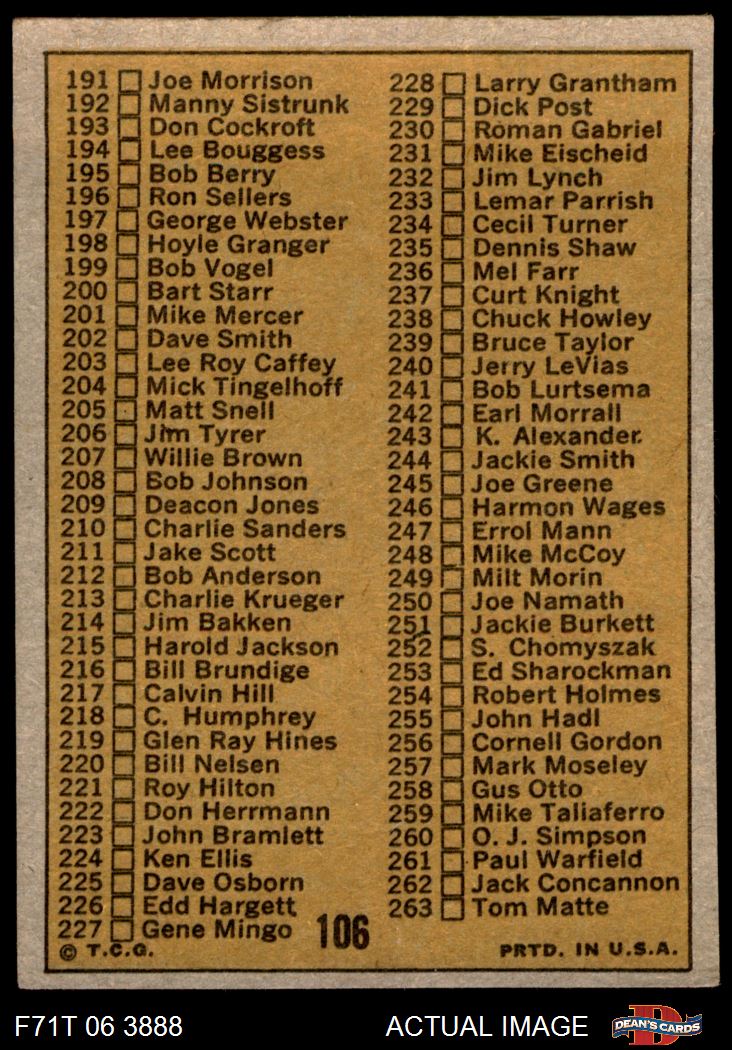 191 Joe Morrison
192 Manny Sistrunk
193 Don Cockroft
194 Lee Bouggess
195 Bob Berry
196 Ron Sellers
197 George Webster
198 Hoyle Granger
199 Bob Vogel
200 Bart Starr
201 Mike Mercer
202 Dave Smith
203 Lee Roy Caffey
204 Mick Tingelhoff
205 Matt Snell
206 Jim Tyrer
207 Willie Brown
208 Bob Johnson
209 Deacon Jones
210 Charlie Sanders
211 Jake Scott
212 Bob Anderson
213 Charlie Krueger
214 Jim Bakken
215 Harold Jackson
216 Bill Brundige
217 Calvin Hill
218 C. Humphrey
219 Glen Ray Hines
220 Bill Nelsen
221 Roy Hilton
222 Don Herrmann
223 John Bramlett
224 Ken Ellis
225 Dave Osborn
226 Edd Hargett
227 Gene Mingo
228 Larry Grantham
229 Dick Post
230 Roman Gabriel
231 Mike Eischeid
232 Jim Lynch
233 Lemar Parrish
234 Cecil Turner
235 Dennis Shaw
236 Mel Farr
237 Curt Knight
238 Chuck Howley
239 Bruce Taylor
240 Jerry LeVias
241 Bob Lurtsema
242 Earl Morrall
243 K. Alexander
244 Jackie Smith
245 Joe Greene
246 Harmon Wages
247 Errol Mann
248 Mike McCoy
249 Milt Morin
250 Joe Namath
251 Jackie Burkett
252 S. Chomyszak
253 Ed Sharockman
254 Robert Holmes
255 John Hadl
256 Cornell Gordon
257 Mark Moseley
258 Gus Otto
259 Mike Taliaferro
260 O. J. Simpson
261 Paul Warfield
262 Jack Concannon
263 Tom Matte
© T.C.G.
106
PRTD. IN U.S.A.
F71T 06 3888
ACTUAL IMAGE
D
DEAN'S CARDS